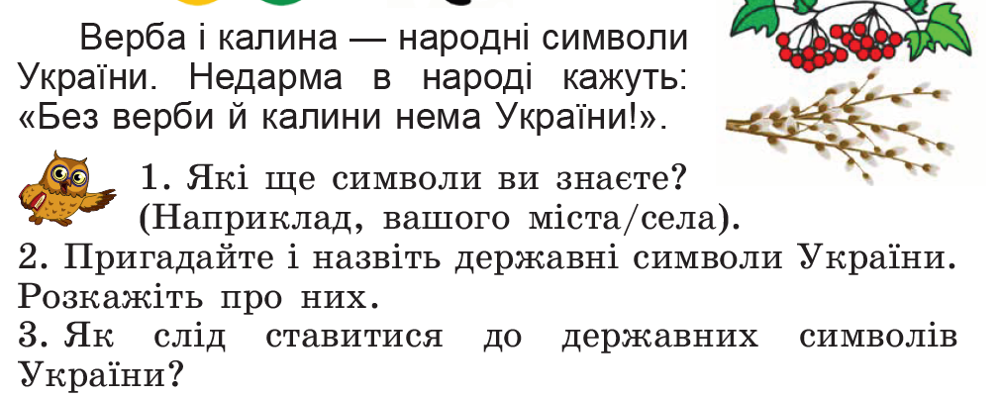 Верба і калина — народні символи
України. Недарма в народі кажуть:
«Без верби й калини нема України!».
1. Які ще символи ви знаєте?
(Наприклад, вашого міста/села).
2. Пригадайте і назвіть державні символи України.
Розкажіть про них.
3. Як слід ставитися до державних символів
України?